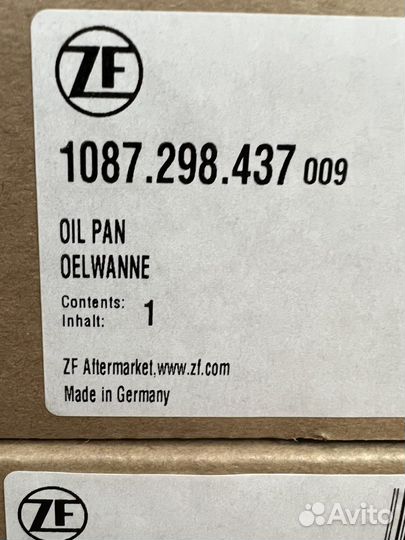 ZF
1087.298.437 009
OIL PAN
OELWANNE
Contents:
Inhalt: 1
ZF Aftermarket,www.zf.com
Made in Germany
ZF
Avito